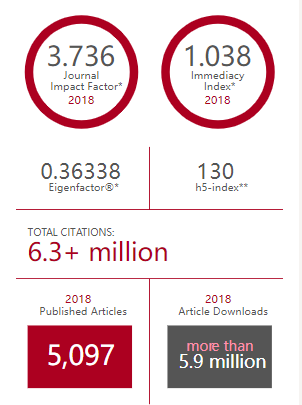 3.736
Journal
Impact Factor*
2018
1.038
Immediacy
Index*
2018
0.36338
Eigenfactor®*
130
h5-index**
TOTAL CITATIONS:
6.3+ million
2018
Published Articles
5,097
2018
Article Downloads
more than
5.9 million